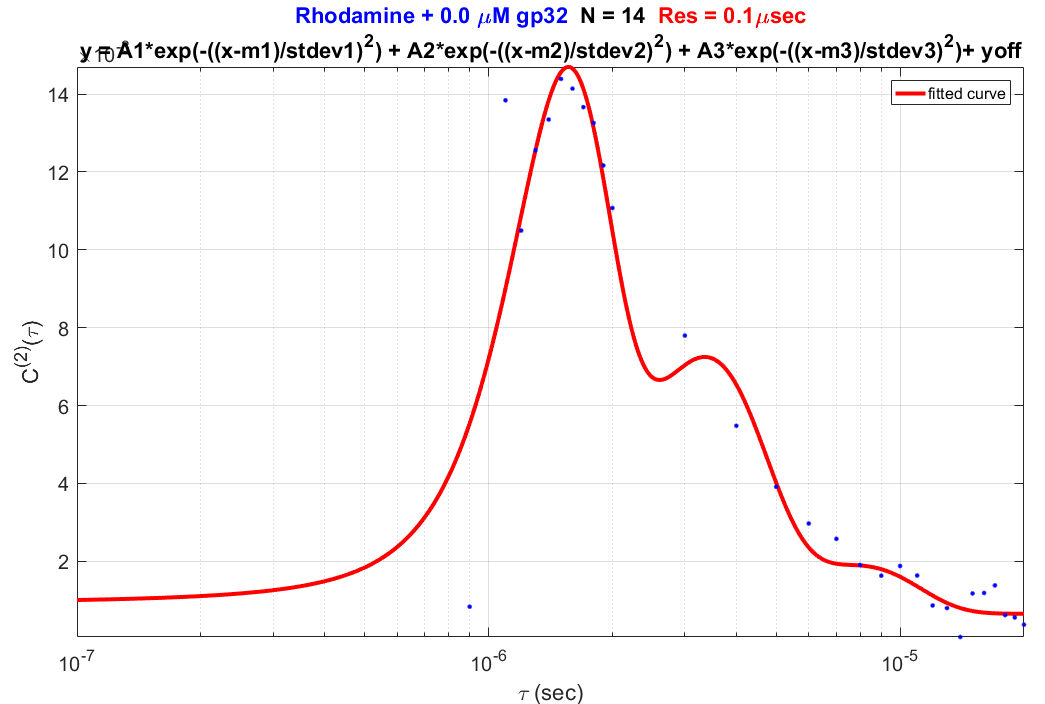 Rhodamine + 0.0 μM gp32 N = 14 Res = 0.1μsec
y = A1*exp(-((x-m1)/stdev1)²) + A2*exp(-((x-m2)/stdev2)²) + A3*exp(-((x-m3)/stdev3)²)+ yoff
fitted curve
14
12
10
8
6
4
2
C⁽²⁾(τ)
10⁻⁷ 10⁻⁶ 10⁻⁵
τ (sec)